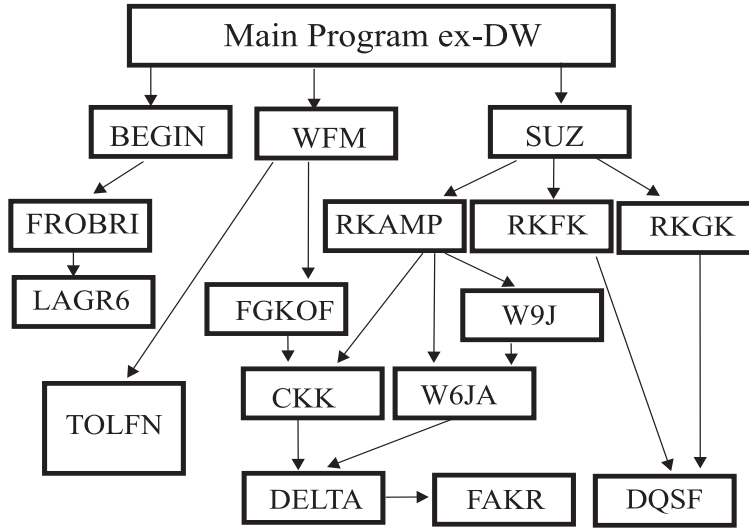 Main Program ex-DW
BEGIN
WFM
SUZ
FROBRI
RKAMP
RKFK
RKGK
LAGR6
FGKOF
W9J
TOLFN
CKK
W6JA
DELTA
FAKR
DQSF